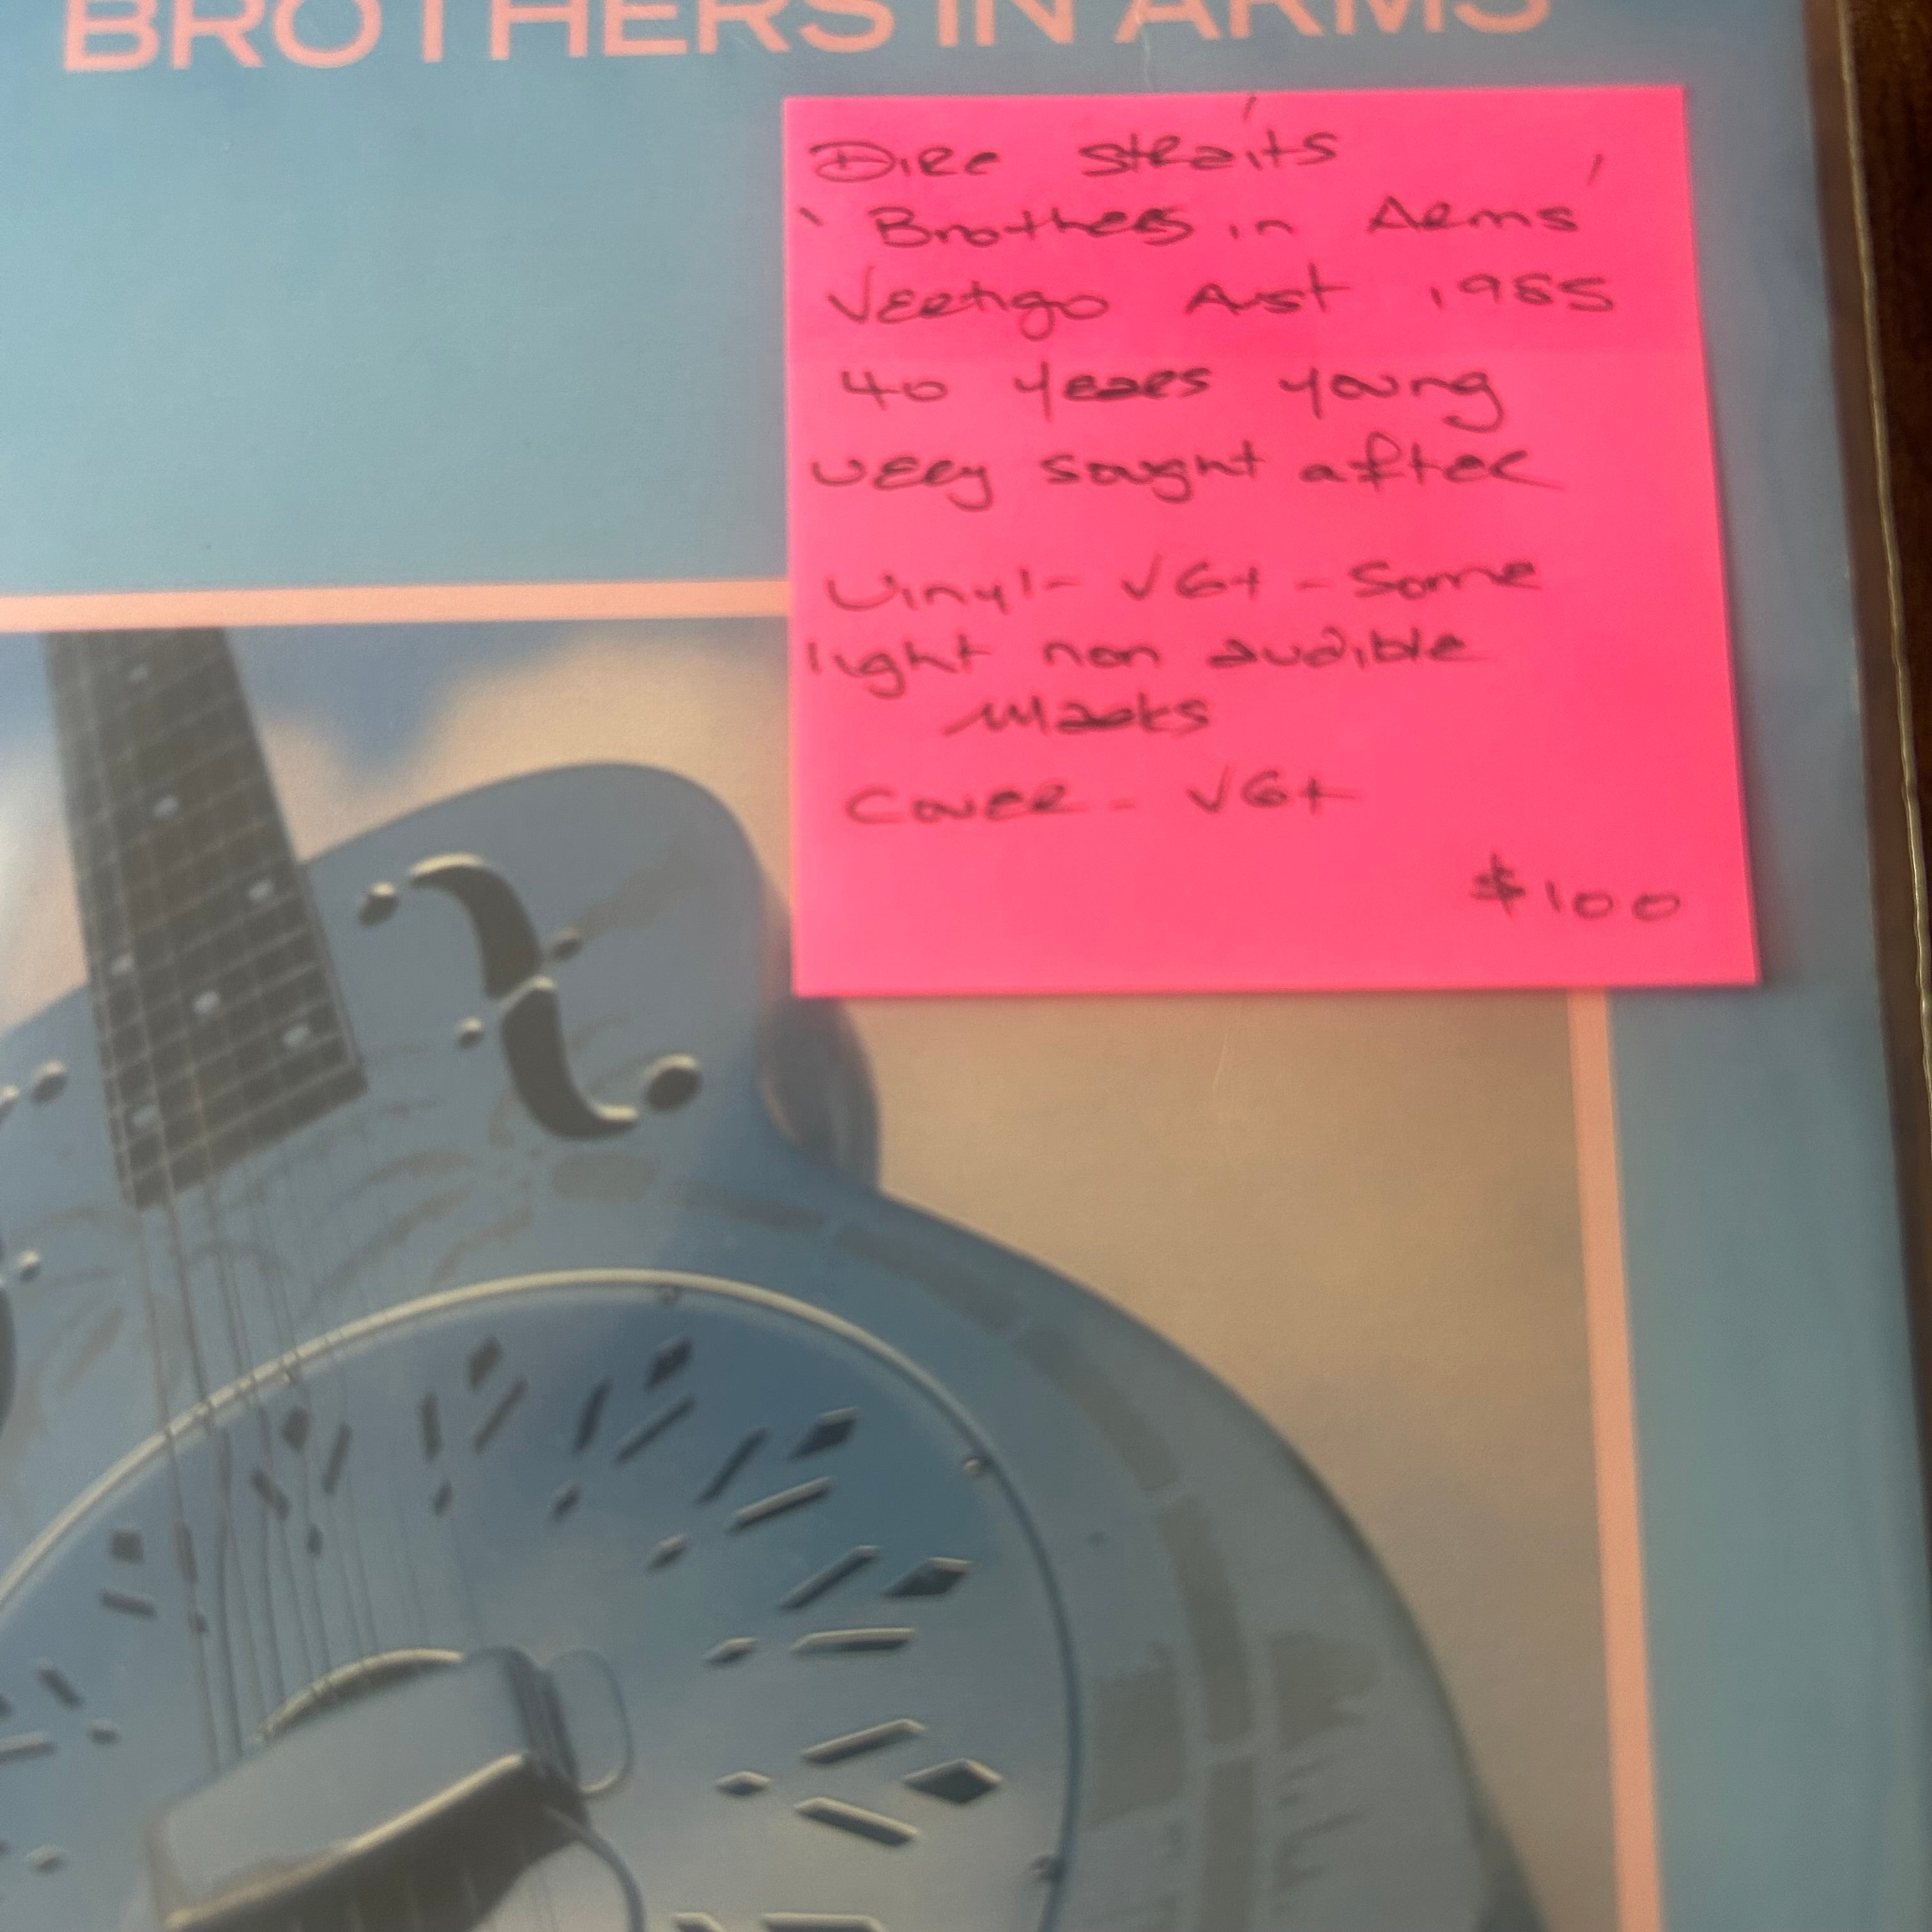 BROTHERS IN ARMS
Dire Straits
' Brothers in Arms '
Vertigo Aust 1985
40 years young
very sought after
Vinyl - VG+ - Some
light non audible
marks
Cover - VG+
$100